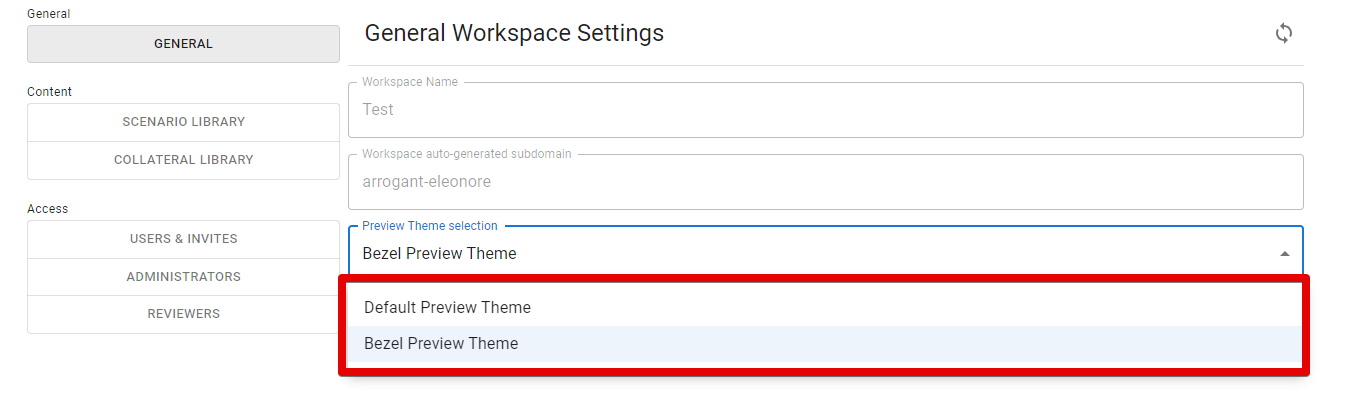 General
GENERAL
Content
SCENARIO LIBRARY
COLLATERAL LIBRARY
Access
USERS & INVITES
ADMINISTRATORS
REVIEWERS
General Workspace Settings
Workspace Name
Test
Workspace auto-generated subdomain
arrogant-eleonore
Preview Theme selection
Bezel Preview Theme
Default Preview Theme
Bezel Preview Theme